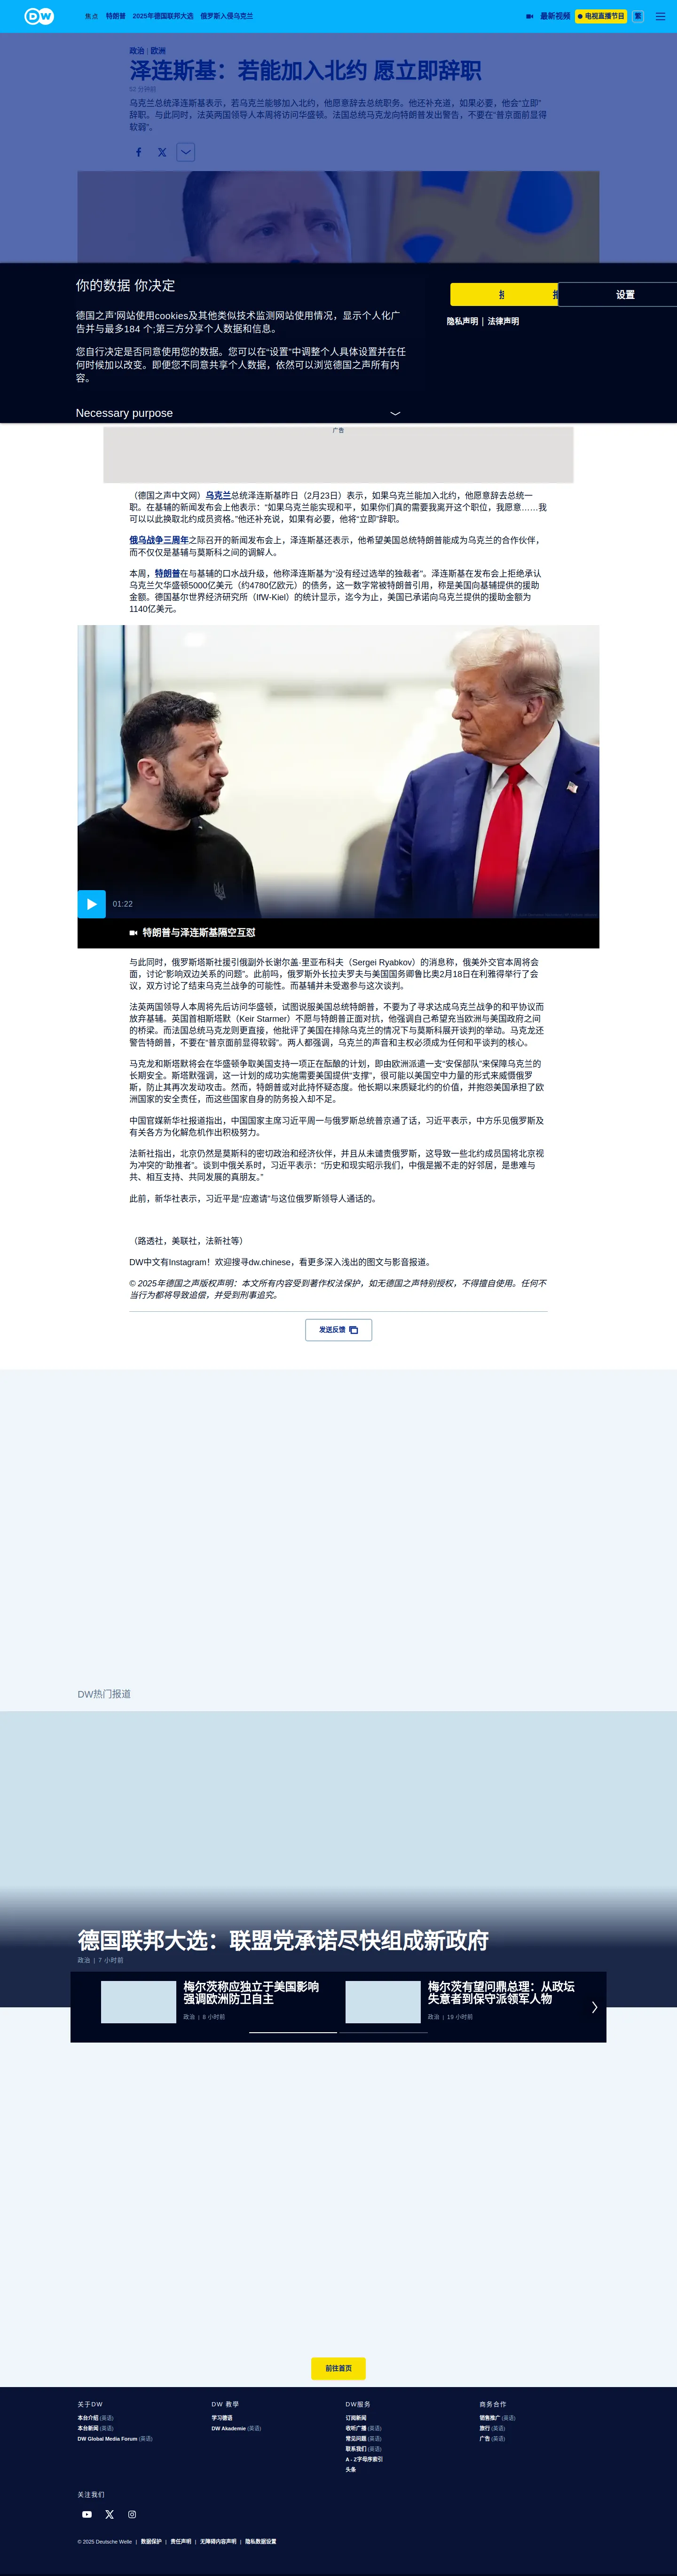 DW
焦点 特朗普 2025年德国联邦大选 俄罗斯入侵乌克兰
最新视频 电视直播节目 繁
政治 | 欧洲
泽连斯基：若能加入北约 愿立即辞职
52 分钟前
乌克兰总统泽连斯基表示，若乌克兰能够加入北约，他愿意辞去总统职务。他还补充道，如果必要，他会“立即”
辞职。与此同时，法英两国领导人本周将访问华盛顿。法国总统马克龙向特朗普发出警告，不要在“普京面前显得
软弱”。
你的数据 你决定
德国之声'网站使用cookies及其他类似技术监测网站使用情况，显示个人化广
告并与最多184 个;第三方分享个人数据和信息。
您自行决定是否同意使用您的数据。您可以在“设置”中调整个人具体设置并在任
何时候加以改变。即便您不同意共享个人数据，依然可以浏览德国之声所有内
容。
Necessary purpose
设置
隐私声明 | 法律声明
广告
（德国之声中文网）乌克兰总统泽连斯基昨日（2月23日）表示，如果乌克兰能加入北约，他愿意辞去总统一
职。在基辅的新闻发布会上他表示：“如果乌克兰能实现和平，如果你们真的需要我离开这个职位，我愿意……我
可以以此换取北约成员资格。”他还补充说，如果有必要，他将“立即”辞职。
俄乌战争三周年之际召开的新闻发布会上，泽连斯基还表示，他希望美国总统特朗普能成为乌克兰的合作伙伴，
而不仅仅是基辅与莫斯科之间的调解人。
本周，特朗普在与基辅的口水战升级，他称泽连斯基为“没有经过选举的独裁者”。泽连斯基在发布会上拒绝承认
乌克兰欠华盛顿5000亿美元（约4780亿欧元）的债务，这一数字常被特朗普引用，称是美国向基辅提供的援助
金额。德国基尔世界经济研究所（IfW-Kiel）的统计显示，迄今为止，美国已承诺向乌克兰提供的援助金额为
1140亿美元。
01:22
特朗普与泽连斯基隔空互怼
与此同时，俄罗斯塔斯社援引俄副外长谢尔盖·里亚布科夫（Sergei Ryabkov）的消息称，俄美外交官本周将会
面，讨论“影响双边关系的问题”。此前吗，俄罗斯外长拉夫罗夫与美国国务卿鲁比奥2月18日在利雅得举行了会
议，双方讨论了结束乌克兰战争的可能性。而基辅并未受邀参与这次谈判。
法英两国领导人本周将先后访问华盛顿，试图说服美国总统特朗普，不要为了寻求达成乌克兰战争的和平协议而
放弃基辅。英国首相斯塔默（Keir Starmer）不愿与特朗普正面对抗，他强调自己希望充当欧洲与美国政府之间
的桥梁。而法国总统马克龙则更直接，他批评了美国在排除乌克兰的情况下与莫斯科展开谈判的举动。马克龙还
警告特朗普，不要在“普京面前显得软弱”。两人都强调，乌克兰的声音和主权必须成为任何和平谈判的核心。
马克龙和斯塔默将会在华盛顿争取美国支持一项正在酝酿的计划，即由欧洲派遣一支“安保部队”来保障乌克兰的
长期安全。斯塔默强调，这一计划的成功实施需要美国提供“支撑”，很可能以美国空中力量的形式来威慑俄罗
斯，防止其再次发动攻击。然而，特朗普或对此持怀疑态度。他长期以来质疑北约的价值，并抱怨美国承担了欧
洲国家的安全责任，而这些国家自身的防务投入却不足。
中国官媒新华社报道指出，中国国家主席习近平周一与俄罗斯总统普京通了话，习近平表示，中方乐见俄罗斯及
有关各方为化解危机作出积极努力。
法新社指出，北京仍然是莫斯科的密切政治和经济伙伴，并且从未谴责俄罗斯，这导致一些北约成员国将北京视
为冲突的“助推者”。谈到中俄关系时，习近平表示：“历史和现实昭示我们，中俄是搬不走的好邻居，是患难与
共、相互支持、共同发展的真朋友。”
此前，新华社表示，习近平是“应邀请”与这位俄罗斯领导人通话的。
（路透社，美联社，法新社等）
DW中文有Instagram！欢迎搜寻dw.chinese，看更多深入浅出的图文与影音报道。
© 2025年德国之声版权声明：本文所有内容受到著作权法保护，如无德国之声特别授权，不得擅自使用。任何不
当行为都将导致追偿，并受到刑事追究。
发送反馈
DW热门报道
德国联邦大选：联盟党承诺尽快组成新政府
政治 | 7 小时前
梅尔茨称应独立于美国影响
强调欧洲防卫自主
政治 | 8 小时前
梅尔茨有望问鼎总理：从政坛
失意者到保守派领军人物
政治 | 19 小时前
前往首页
关于DW
本台介绍 (英语)
本台新闻 (英语)
DW Global Media Forum (英语)
DW 教學
学习德语
DW Akademie (英语)
DW服务
订阅新闻
收听广播 (英语)
常见问题 (英语)
联系我们 (英语)
A - Z字母序索引
头条
商务合作
销售推广 (英语)
旅行 (英语)
广告 (英语)
关注我们
© 2025 Deutsche Welle | 数据保护 | 责任声明 | 无障碍内容声明 | 隐私数据设置